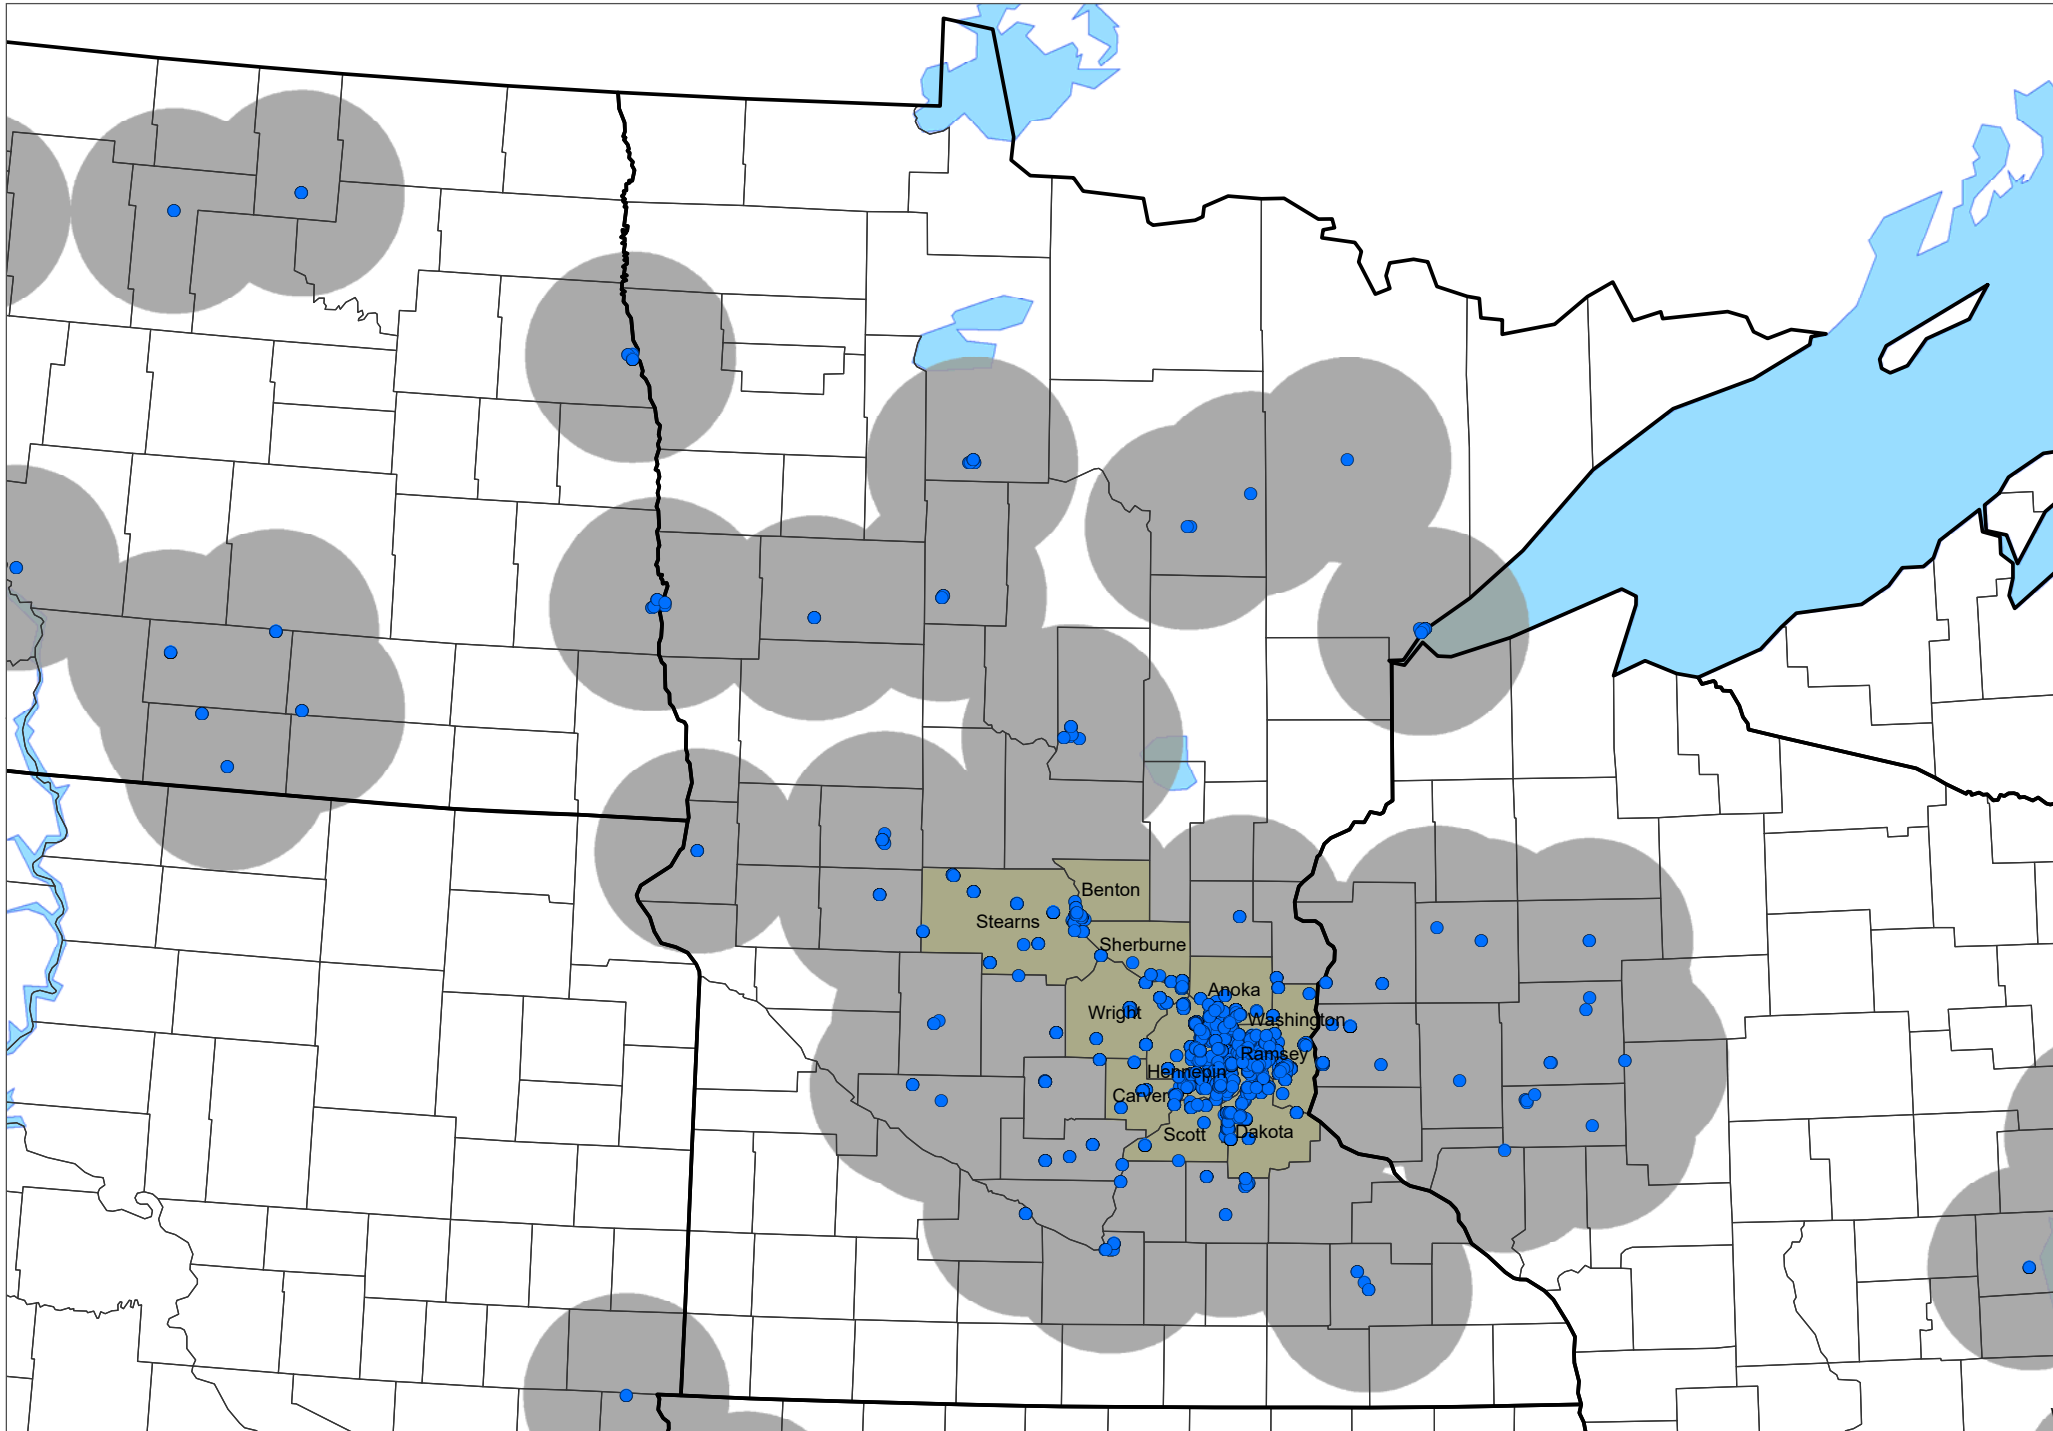 Benton
Stearns
Sherburne
Anoka
Wright
Washington
Ramsey
Hennepin
Carver
Scott
Dakota